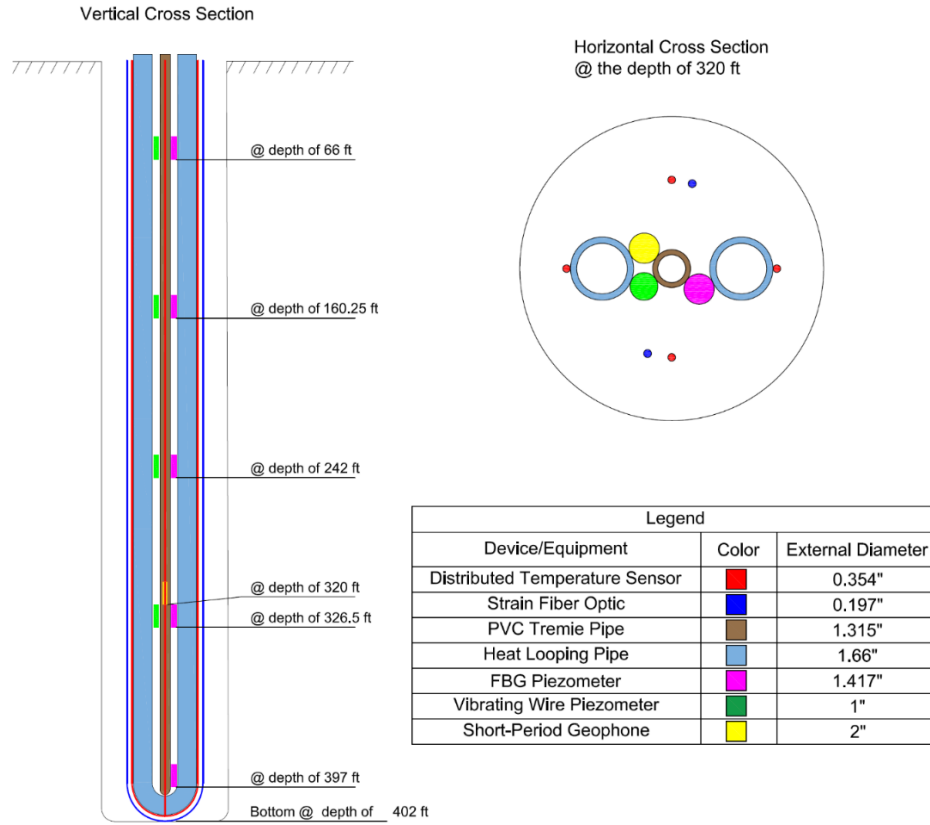 Vertical Cross Section
@ depth of 66 ft
@ depth of 160.25 ft
@ depth of 242 ft
@ depth of 320 ft
@ depth of 326.5 ft
@ depth of 397 ft
Bottom @ depth of 402 ft
Horizontal Cross Section
@ the depth of 320 ft
Legend
Device/Equipment Color External Diameter
Distributed Temperature Sensor 0.354"
Strain Fiber Optic 0.197"
PVC Tremie Pipe 1.315"
Heat Looping Pipe 1.66"
FBG Piezometer 1.417"
Vibrating Wire Piezometer 1"
Short-Period Geophone 2"